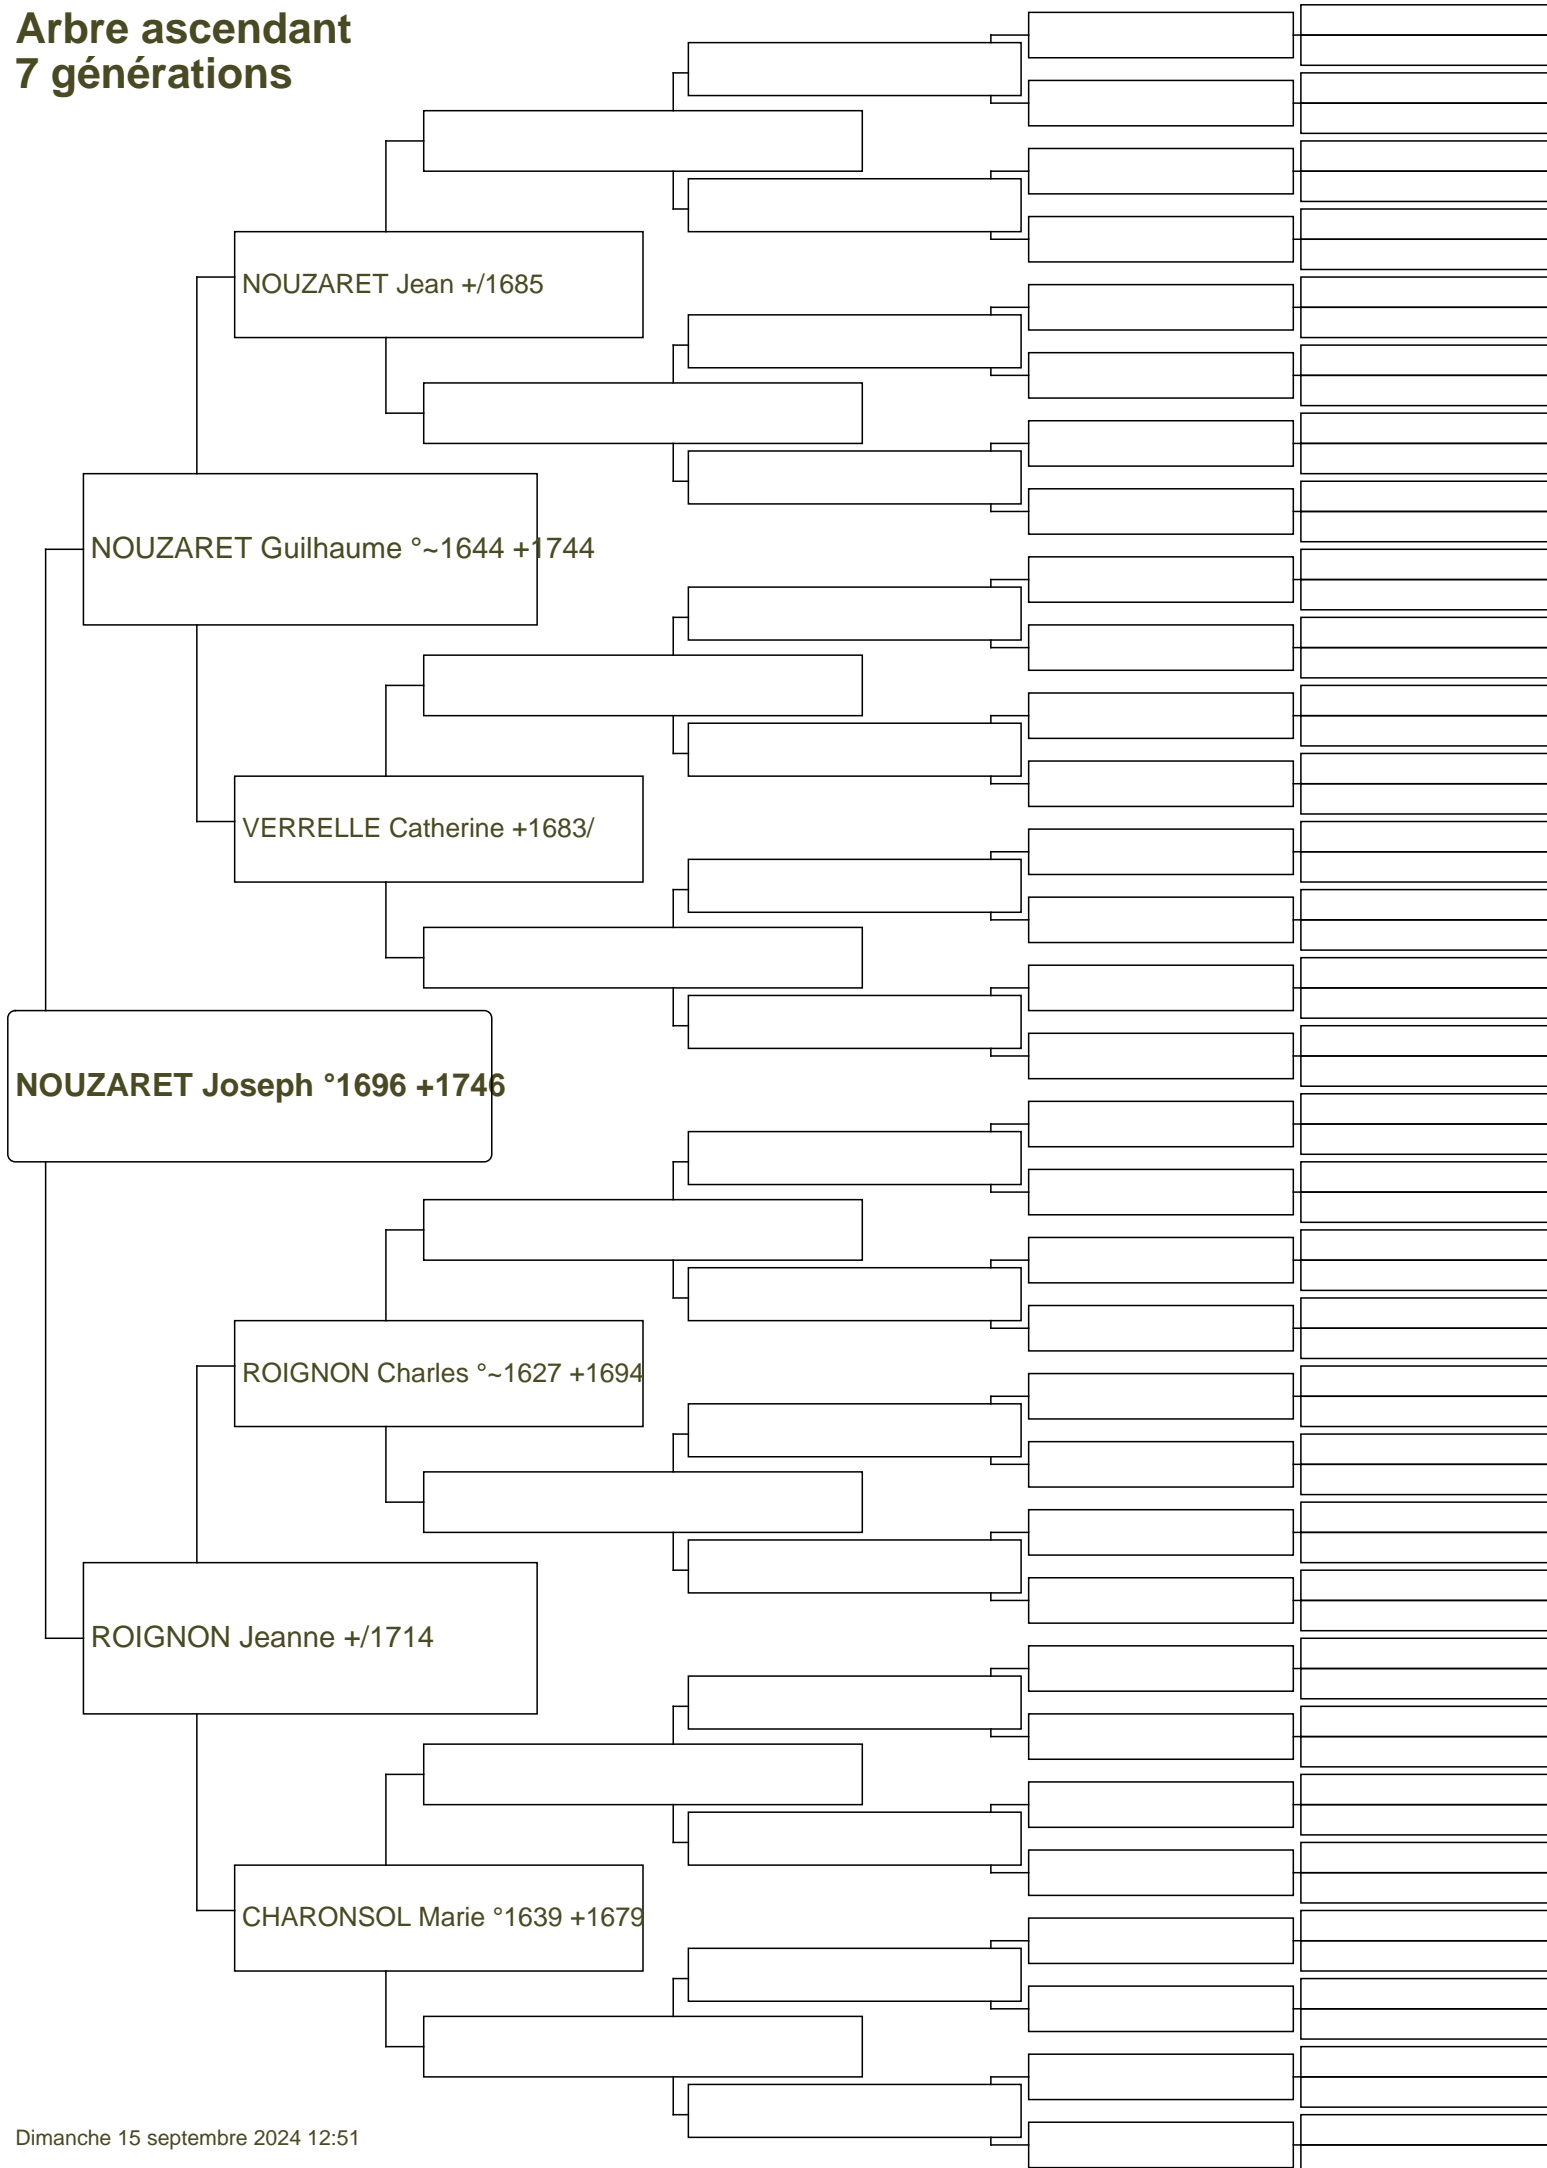 Arbre ascendant
7 générations
NOUZARET Jean +/1685
NOUZARET Guilhaume °~1644 +1744
VERRELLE Catherine +1683/
NOUZARET Joseph °1696 +1746
ROIGNON Charles °~1627 +1694
ROIGNON Jeanne +/1714
CHARONSOL Marie °1639 +1679
Dimanche 15 septembre 2024 12:51